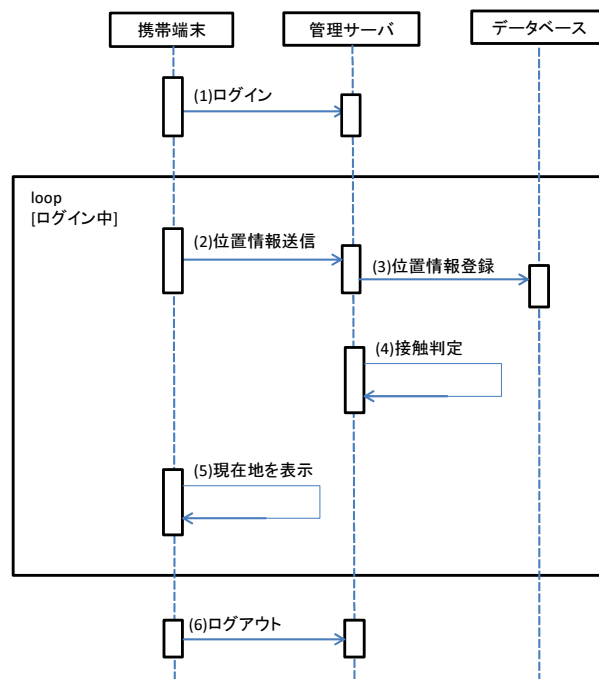 携帯端末
管理サーバ
データベース
(1)ログイン
loop
[ログイン中]
(2)位置情報送信
(3)位置情報登録
(4)接触判定
(5)現在地を表示
(6)ログアウト